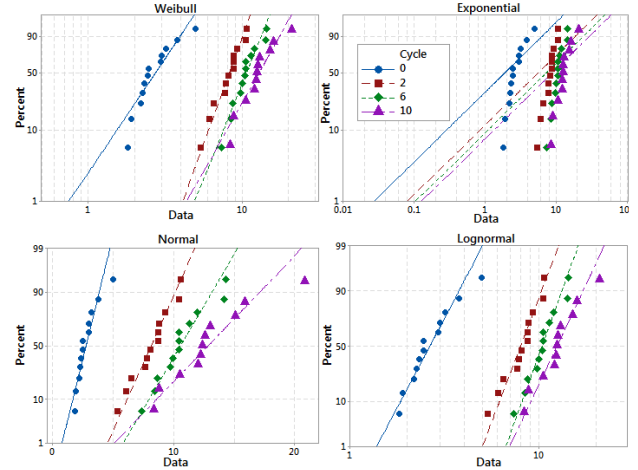 Weibull
Percent
90
50
10
1
1
10
Data
Exponential
Percent
90
50
10
1
0.01
0.1
1
10
100
Data
Cycle
0
2
6
10
Normal
Percent
99
90
50
10
1
0
10
20
Data
Lognormal
Percent
99
90
50
10
1
1
10
Data